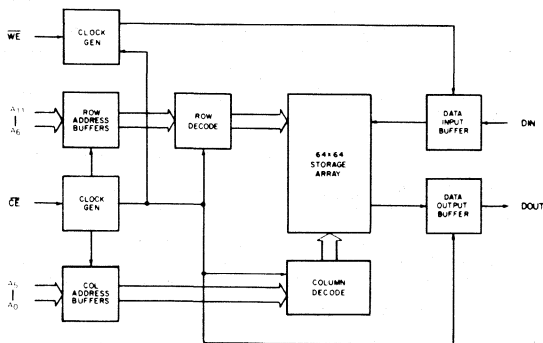 WE
CLOCK
GEN
A11
A6
ROW
ADDRESS
BUFFERS
ROW
DECODE
64×64
STORAGE
ARRAY
DATA
INPUT
BUFFER
DIN
CE
CLOCK
GEN
DATA
OUTPUT
BUFFER
DOUT
A5
A0
COL
ADDRESS
BUFFERS
COLUMN
DECODE